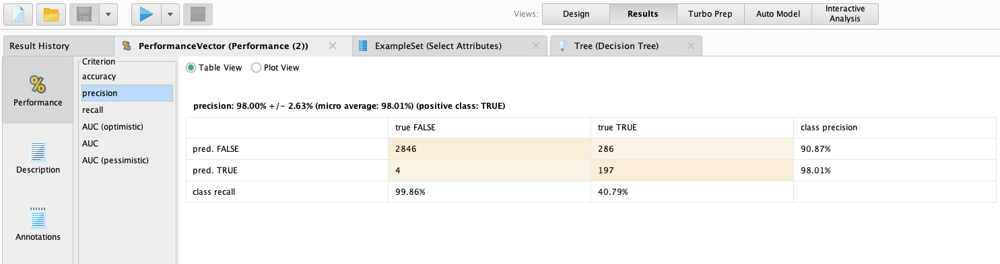 Views:
Design
Results
Turbo Prep
Auto Model
Interactive
Analysis
Result History
% PerformanceVector (Performance (2))
ExampleSet (Select Attributes)
Tree (Decision Tree)
%
Performance
Description
Annotations
Criterion
accuracy
precision
recall
AUC (optimistic)
AUC
AUC (pessimistic)
Table View
Plot View
precision: 98.00% +/- 2.63% (micro average: 98.01%) (positive class: TRUE)
true FALSE true TRUE class precision
pred. FALSE 2846 286 90.87%
pred. TRUE 4 197 98.01%
class recall 99.86% 40.79%